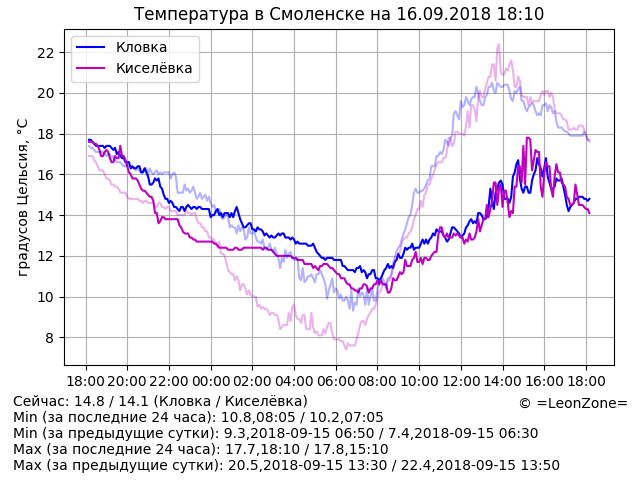 Температура в Смоленске на 16.09.2018 18:10
Кловка
Киселёвка
градусов Цельсия, °C
22
20
18
16
14
12
10
8
18:00 20:00 22:00 00:00 02:00 04:00 06:00 08:00 10:00 12:00 14:00 16:00 18:00
Сейчас: 14.8 / 14.1 (Кловка / Киселёвка)
© =LeonZone=
Min (за последние 24 часа): 10.8,08:05 / 10.2,07:05
Min (за предыдущие сутки): 9.3,2018-09-15 06:50 / 7.4,2018-09-15 06:30
Max (за последние 24 часа): 17.7,18:10 / 17.8,15:10
Max (за предыдущие сутки): 20.5,2018-09-15 13:30 / 22.4,2018-09-15 13:50